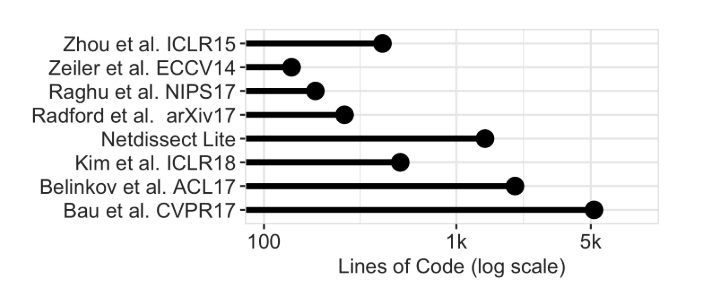 Zhou et al. ICLR15
Zeiler et al. ECCV14
Raghu et al. NIPS17
Radford et al.  arXiv17
Netdissect Lite
Kim et al. ICLR18
Belinkov et al. ACL17
Bau et al. CVPR17
100 1k 5k
Lines of Code (log scale)